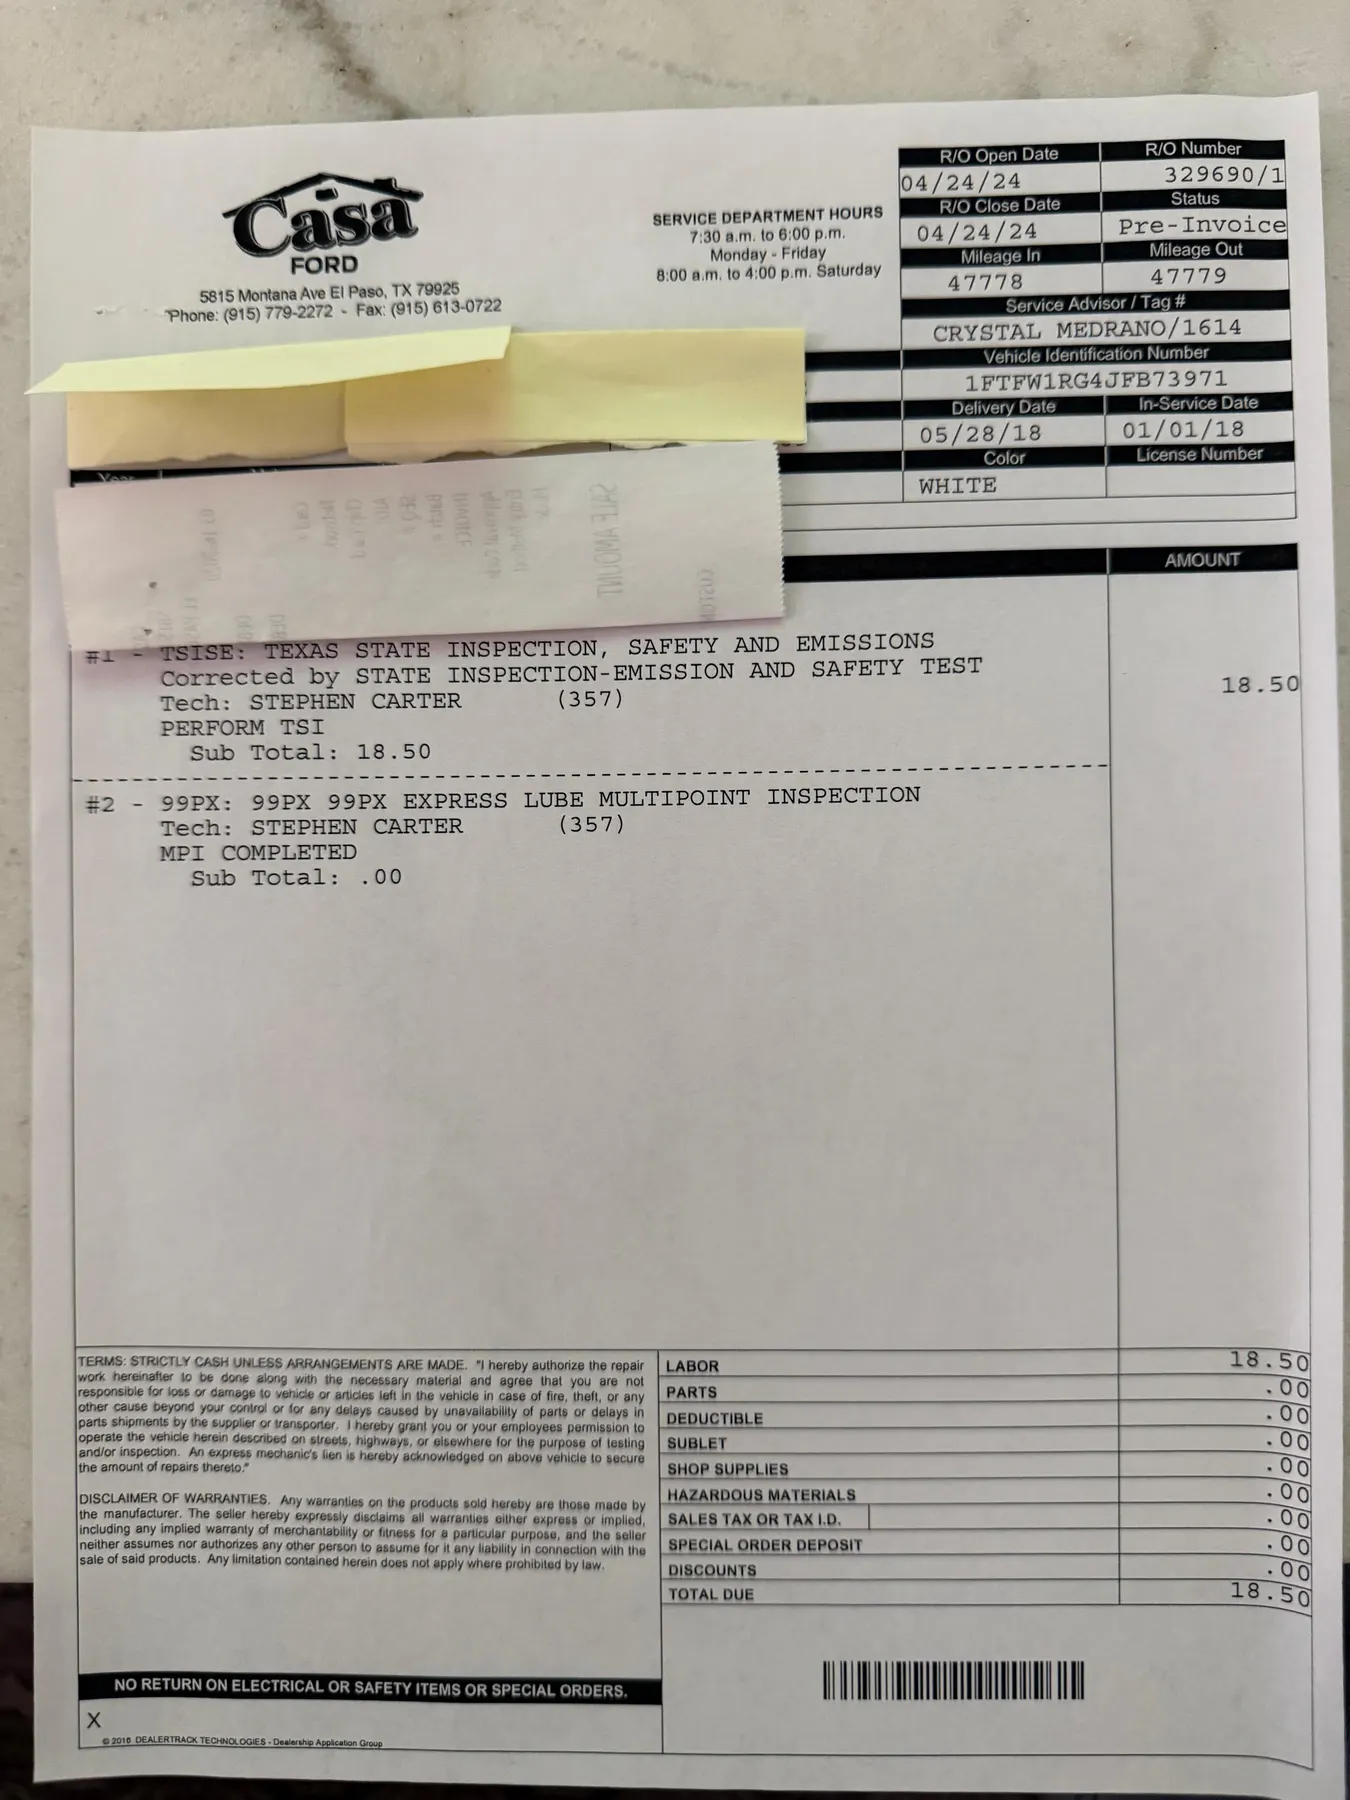 Casa
FORD
5815 Montana Ave El Paso, TX 79925
Phone: (915) 779-2272 - Fax: (915) 613-0722
SERVICE DEPARTMENT HOURS
7:30 a.m. to 6:00 p.m.
Monday - Friday
8:00 a.m. to 4:00 p.m. Saturday
R/O Open Date R/O Number
04/24/24 329690/1
R/O Close Date Status
04/24/24 Pre-Invoice
Mileage In Mileage Out
47778 47779
Service Advisor / Tag #
CRYSTAL MEDRANO/1614
Vehicle Identification Number
1FTFW1RG4JFB73971
Delivery Date In-Service Date
05/28/18 01/01/18
Color License Number
WHITE
Year
SALE AMOUNT
AMOUNT
#1 - TSISE: TEXAS STATE INSPECTION, SAFETY AND EMISSIONS
Corrected by STATE INSPECTION-EMISSION AND SAFETY TEST 18.50
Tech: STEPHEN CARTER (357)
PERFORM TSI
Sub Total: 18.50
#2 - 99PX: 99PX 99PX EXPRESS LUBE MULTIPOINT INSPECTION
Tech: STEPHEN CARTER (357)
MPI COMPLETED
Sub Total: .00
TERMS: STRICTLY CASH UNLESS ARRANGEMENTS ARE MADE. "I hereby authorize the repair
work hereinafter to be done along with the necessary material and agree that you are not
responsible for loss or damage to vehicle or articles left in the vehicle in case of fire, theft, or any
other cause beyond your control or for any delays caused by unavailability of parts or delays in
parts shipments by the supplier or transporter. I hereby grant you or your employees permission to
operate the vehicle herein described on streets, highways, or elsewhere for the purpose of testing
and/or inspection. An express mechanic's lien is hereby acknowledged on above vehicle to secure
the amount of repairs thereto."
DISCLAIMER OF WARRANTIES. Any warranties on the products sold hereby are those made by
the manufacturer. The seller hereby expressly disclaims all warranties either express or implied,
including any implied warranty of merchantability or fitness for a particular purpose, and the seller
neither assumes nor authorizes any other person to assume for it any liability in connection with the
sale of said products. Any limitation contained herein does not apply where prohibited by law.
NO RETURN ON ELECTRICAL OR SAFETY ITEMS OR SPECIAL ORDERS.
X
© 2016 DEALERTRACK TECHNOLOGIES - Dealership Application Group
LABOR 18.50
PARTS .00
DEDUCTIBLE .00
SUBLET .00
SHOP SUPPLIES .00
HAZARDOUS MATERIALS .00
SALES TAX OR TAX I.D. .00
SPECIAL ORDER DEPOSIT .00
DISCOUNTS .00
TOTAL DUE 18.50